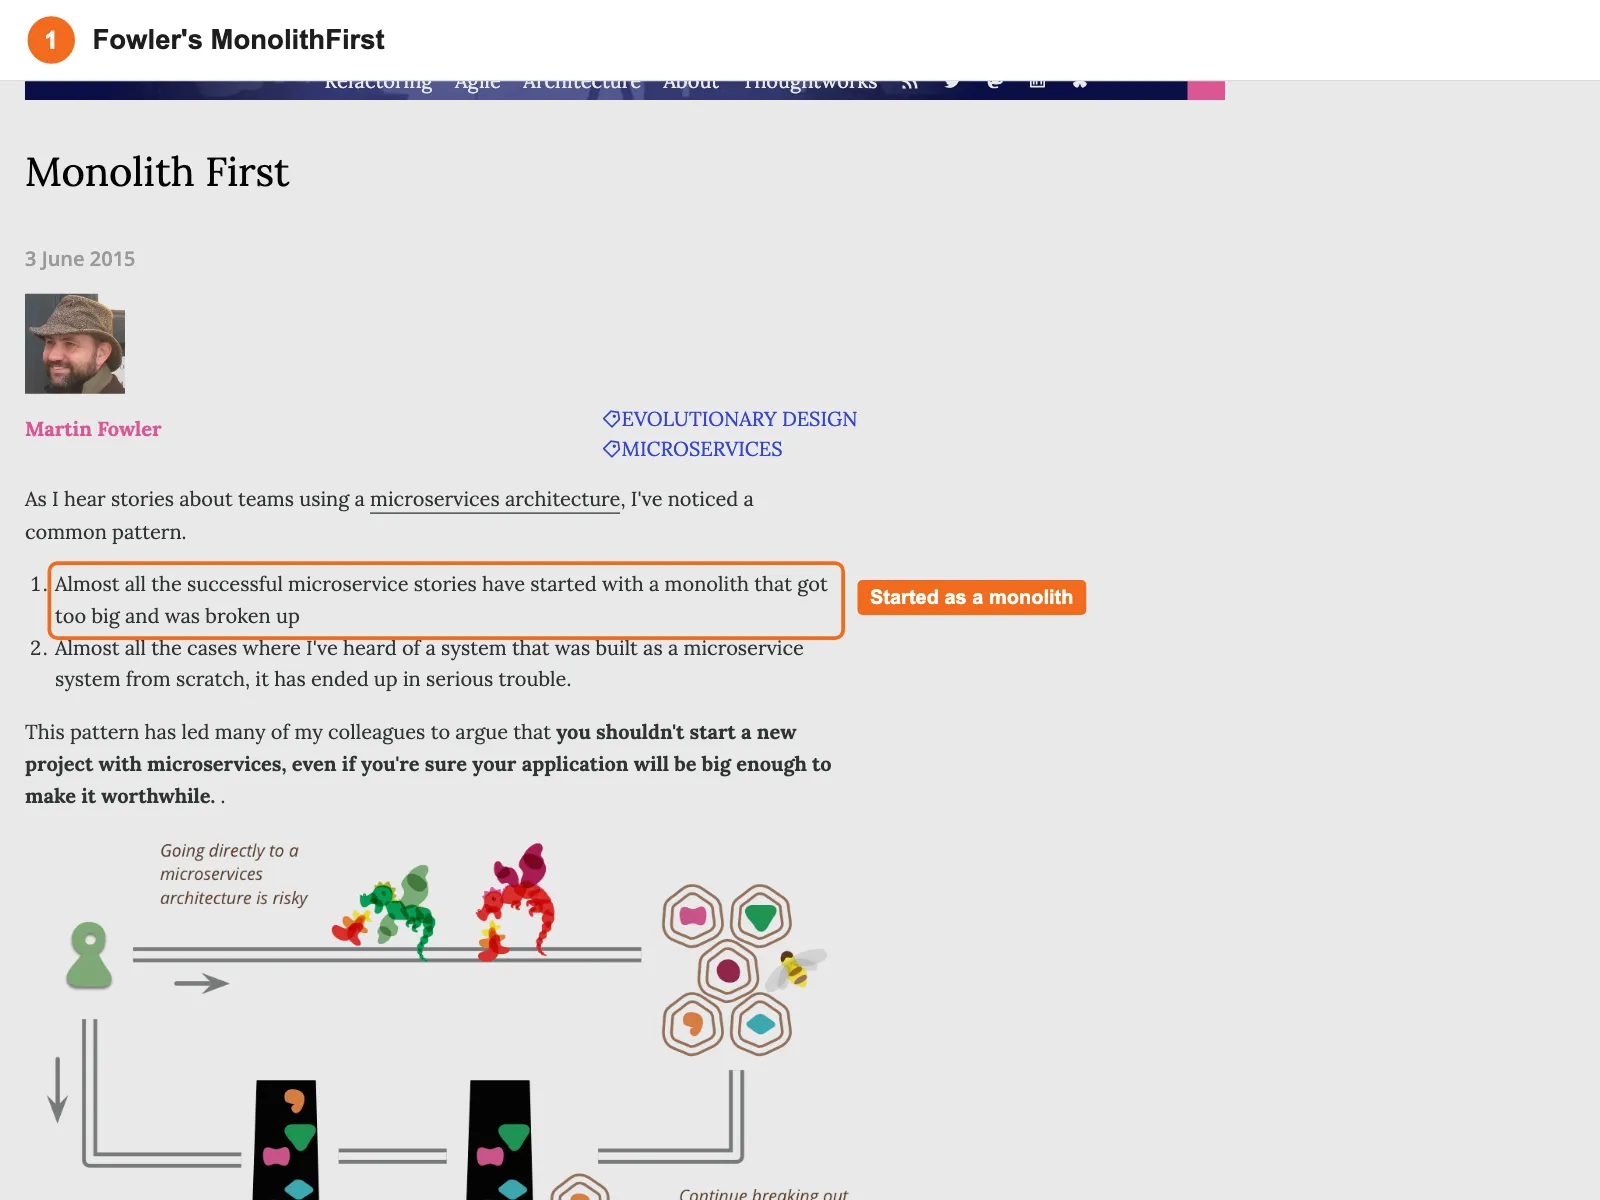 1 Fowler's MonolithFirst
Refactoring Agile Architecture About Thoughtworks
Monolith First
3 June 2015
Martin Fowler
EVOLUTIONARY DESIGN
MICROSERVICES
As I hear stories about teams using a microservices architecture, I've noticed a
common pattern.
1. Almost all the successful microservice stories have started with a monolith that got
too big and was broken up
Started as a monolith
2. Almost all the cases where I've heard of a system that was built as a microservice
system from scratch, it has ended up in serious trouble.
This pattern has led many of my colleagues to argue that you shouldn't start a new
project with microservices, even if you're sure your application will be big enough to
make it worthwhile. .
Going directly to a
microservices
architecture is risky
Continue breaking out